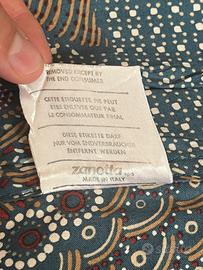 REMOVED EXCEPT BY
THE END CONSUMER
CETTE ETIQUETTE NE PEUT
ETRE ENLEVEE QUE PAR
LE CONSOMMATEUR FINAL
DIESE ETIKETTE DARF
NUR VOM ENDVERBRAUCHER
ENTFERNT WERDEN
zanetta
MADE IN ITALY